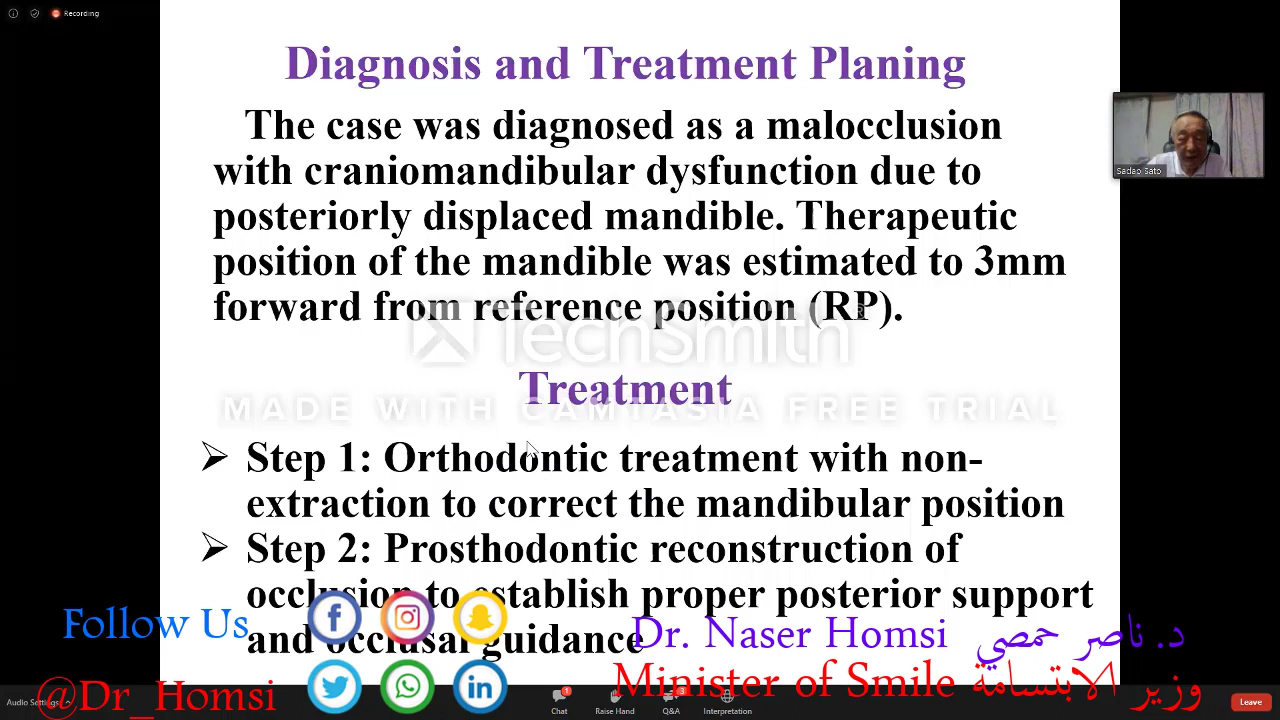 Recording
Diagnosis and Treatment Planing
The case was diagnosed as a malocclusion
with craniomandibular dysfunction due to
posteriorly displaced mandible. Therapeutic
position of the mandible was estimated to 3mm
forward from reference position (RP).
Sadao Sato
TechSmith®
MADE WITH CAMTASIA FREE TRIAL
Treatment
➢ Step 1: Orthodontic treatment with non-
extraction to correct the mandibular position
➢ Step 2: Prosthodontic reconstruction of
occlusion to establish proper posterior support
and occlusal guidance
Follow Us
@Dr_Homsi
Dr. Naser Homsi د. ناصر حمصي
Minister of Smile وزير الابتسامة
Audio Settings
Chat 1
Raise Hand
Q&A 3
Interpretation
Leave